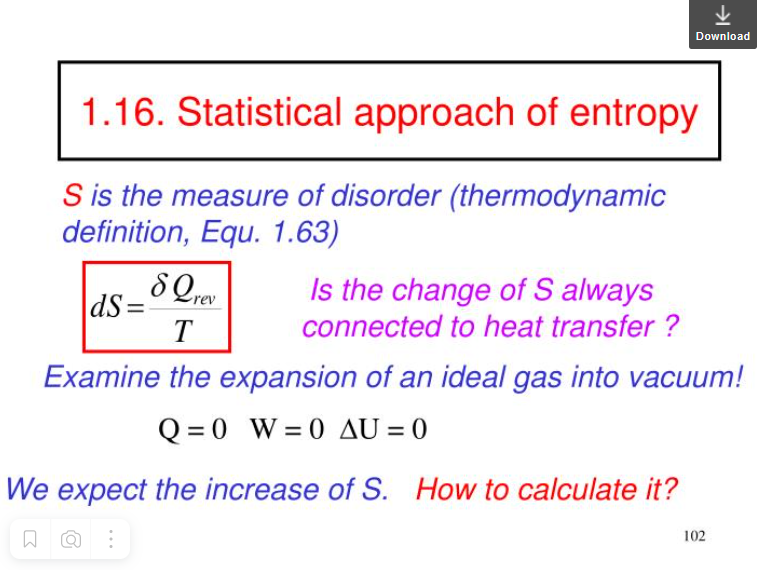 Download
1.16. Statistical approach of entropy
S is the measure of disorder (thermodynamic
definition, Equ. 1.63)
dS = δQrev / T
Is the change of S always
connected to heat transfer ?
Examine the expansion of an ideal gas into vacuum!
Q = 0 W = 0 ΔU = 0
We expect the increase of S. How to calculate it?
102